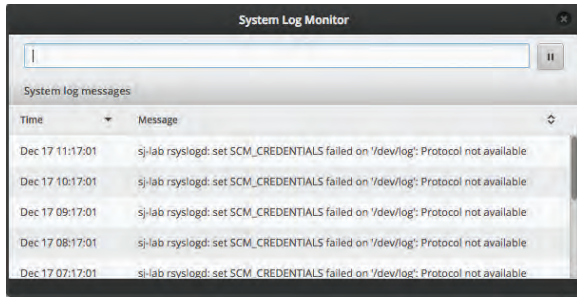 System Log Monitor
System log messages
Time Message
Dec 17 11:17:01 sj-lab rsyslogd: set SCM_CREDENTIALS failed on '/dev/log': Protocol not available
Dec 17 10:17:01 sj-lab rsyslogd: set SCM_CREDENTIALS failed on '/dev/log': Protocol not available
Dec 17 09:17:01 sj-lab rsyslogd: set SCM_CREDENTIALS failed on '/dev/log': Protocol not available
Dec 17 08:17:01 sj-lab rsyslogd: set SCM_CREDENTIALS failed on '/dev/log': Protocol not available
Dec 17 07:17:01 sj-lab rsyslogd: set SCM_CREDENTIALS failed on '/dev/log': Protocol not available